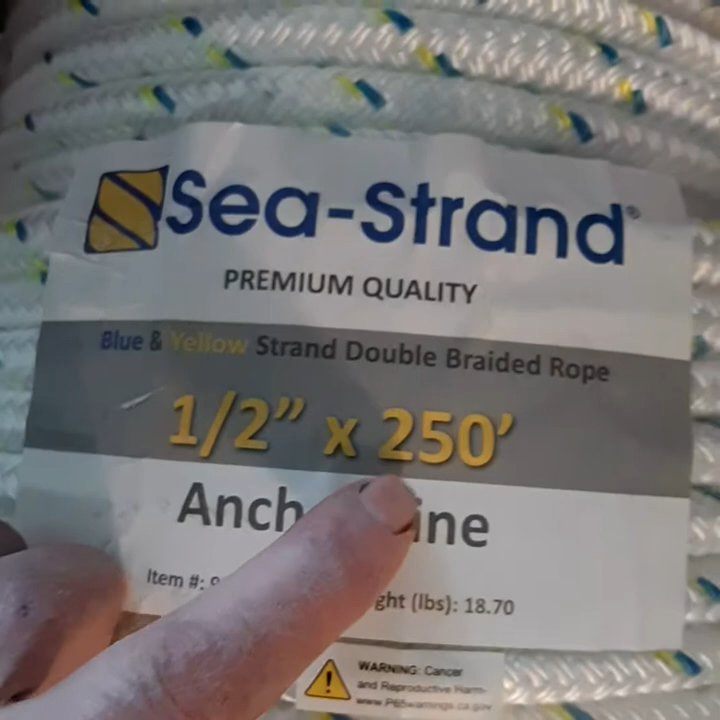 Sea-Strand®
PREMIUM QUALITY
Blue & Yellow Strand Double Braided Rope
1/2" x 250'
Anch ine
Item #: ght (lbs): 18.70
WARNING: Cancer
and Reproductive Harm-
www.P65warnings.ca.gov